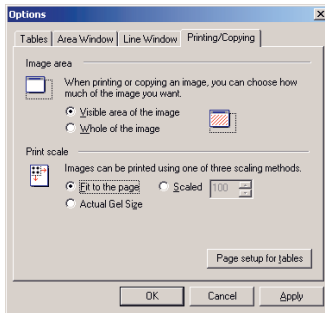 Options
Tables Area Window Line Window Printing/Copying
Image area
When printing or copying an image, you can choose how
much of the image you want.
Visible area of the image
Whole of the image
Print scale
Images can be printed using one of three scaling methods.
Fit to the page Scaled 100
Actual Gel Size
Page setup for tables
OK Cancel Apply